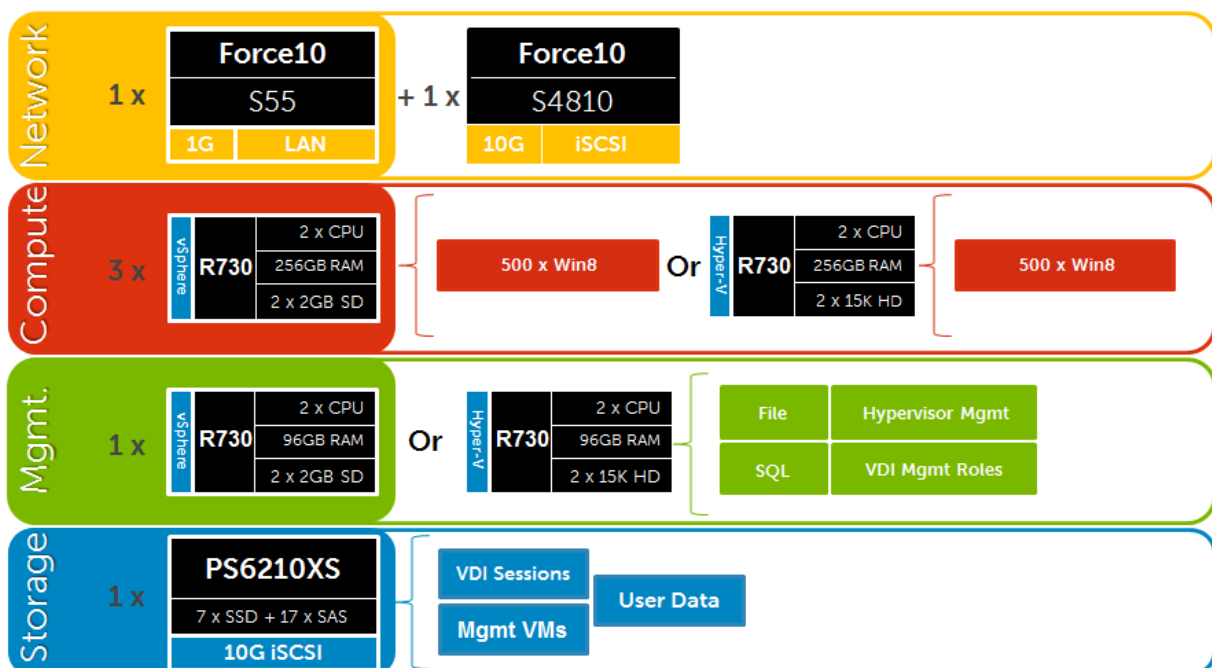 Network
1 x
Force10
S55
1G
LAN
+ 1 x
Force10
S4810
10G
iSCSI
Compute
3 x
vSphere
R730
2 x CPU
256GB RAM
2 x 2GB SD
500 x Win8
Or
Hyper-V
R730
2 x CPU
256GB RAM
2 x 15K HD
500 x Win8
Mgmt.
1 x
vSphere
R730
2 x CPU
96GB RAM
2 x 2GB SD
Or
Hyper-V
R730
2 x CPU
96GB RAM
2 x 15K HD
File
Hypervisor Mgmt
SQL
VDI Mgmt Roles
Storage
1 x
PS6210XS
7 x SSD + 17 x SAS
10G iSCSI
VDI Sessions
Mgmt VMs
User Data